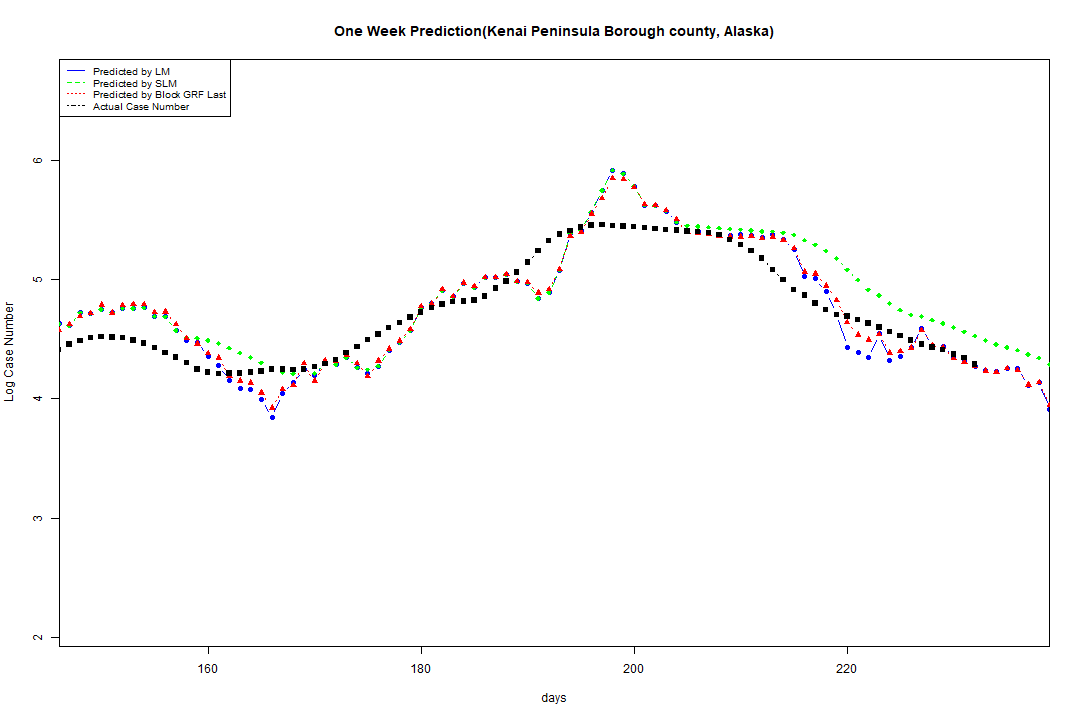 One Week Prediction(Kenai Peninsula Borough county, Alaska)
Predicted by LM
Predicted by SLM
Predicted by Block GRF Last
Actual Case Number
6
5
4
3
2
Log Case Number
160
180
200
220
days